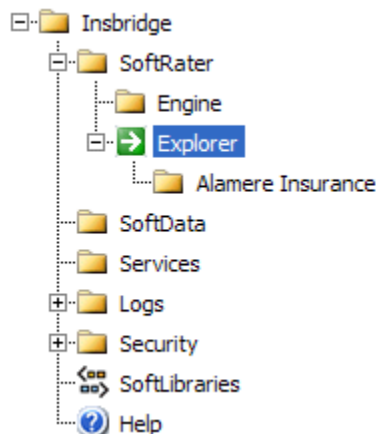 Insbridge
SoftRater
Engine
Explorer
Alamere Insurance
SoftData
Services
Logs
Security
SoftLibraries
Help